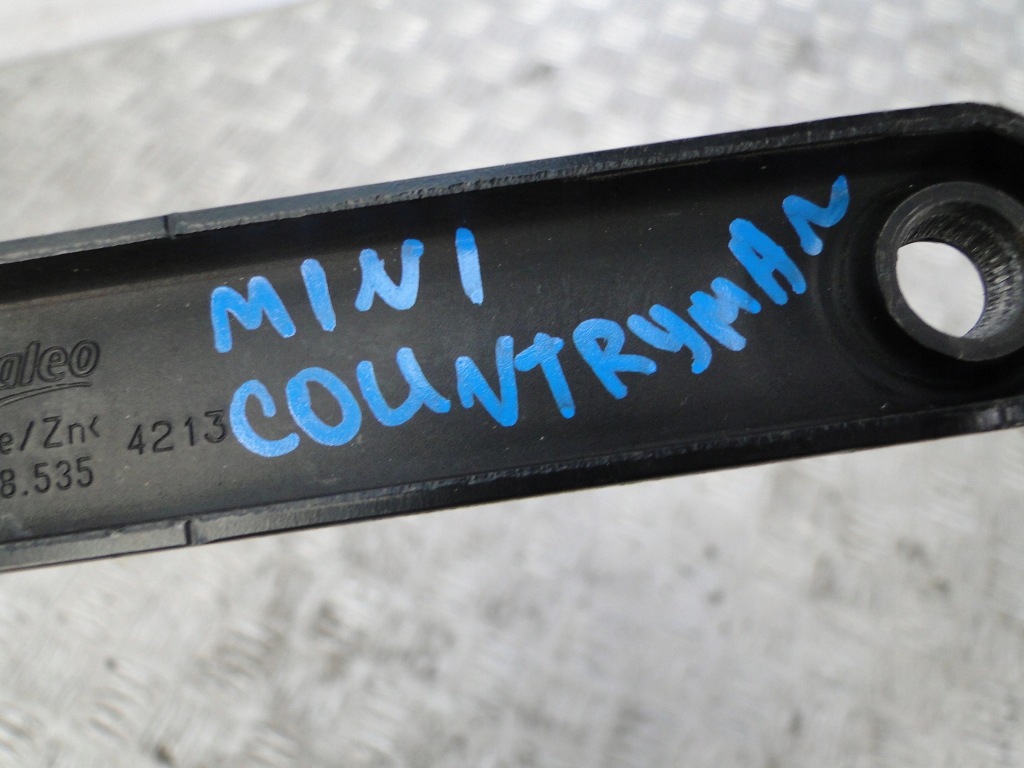 MINI
COUNTRYMAN
aleo
e/Zn< 4213
8.535